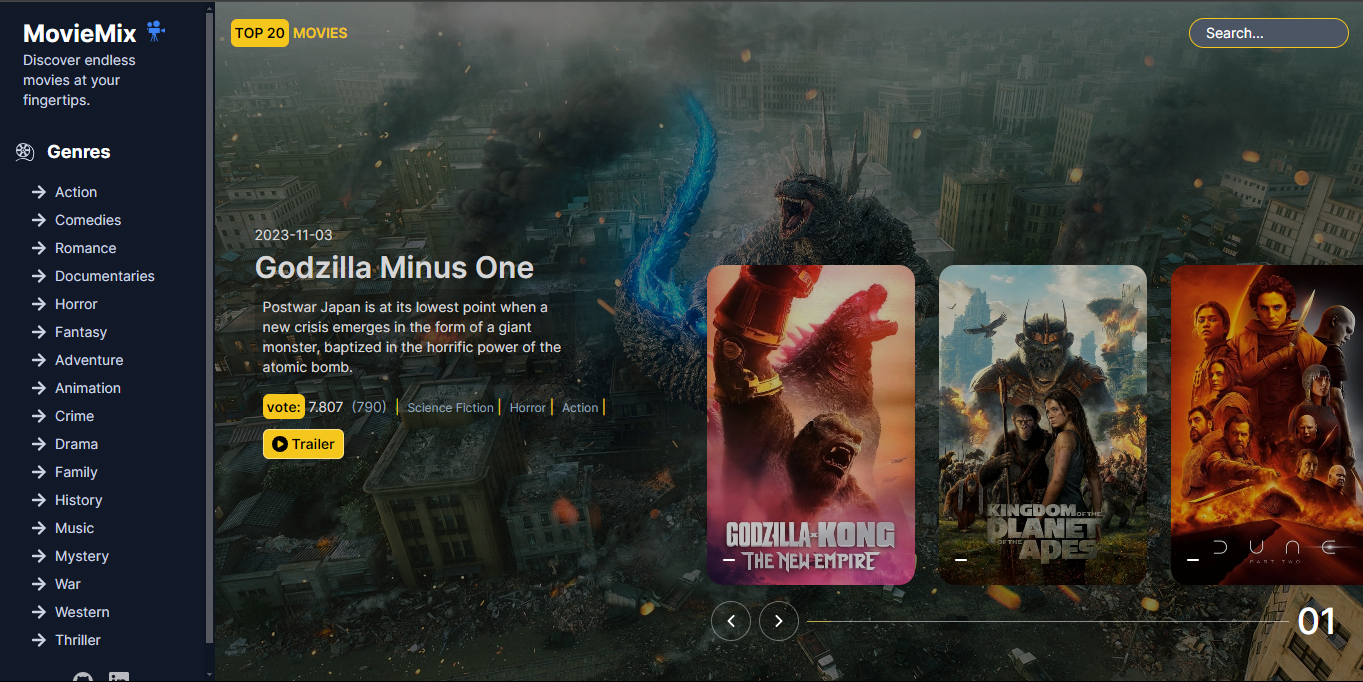 MovieMix
Discover endless
movies at your
fingertips.
Genres
Action
Comedies
Romance
Documentaries
Horror
Fantasy
Adventure
Animation
Crime
Drama
Family
History
Music
Mystery
War
Western
Thriller
TOP 20 MOVIES
Search...
2023-11-03
Godzilla Minus One
Postwar Japan is at its lowest point when a
new crisis emerges in the form of a giant
monster, baptized in the horrific power of the
atomic bomb.
vote: 7.807 (790) | Science Fiction | Horror | Action |
Trailer
GODZILLA x KONG
THE NEW EMPIRE
KINGDOM OF THE
PLANET
OF THE APES
DUNE
PART TWO
01